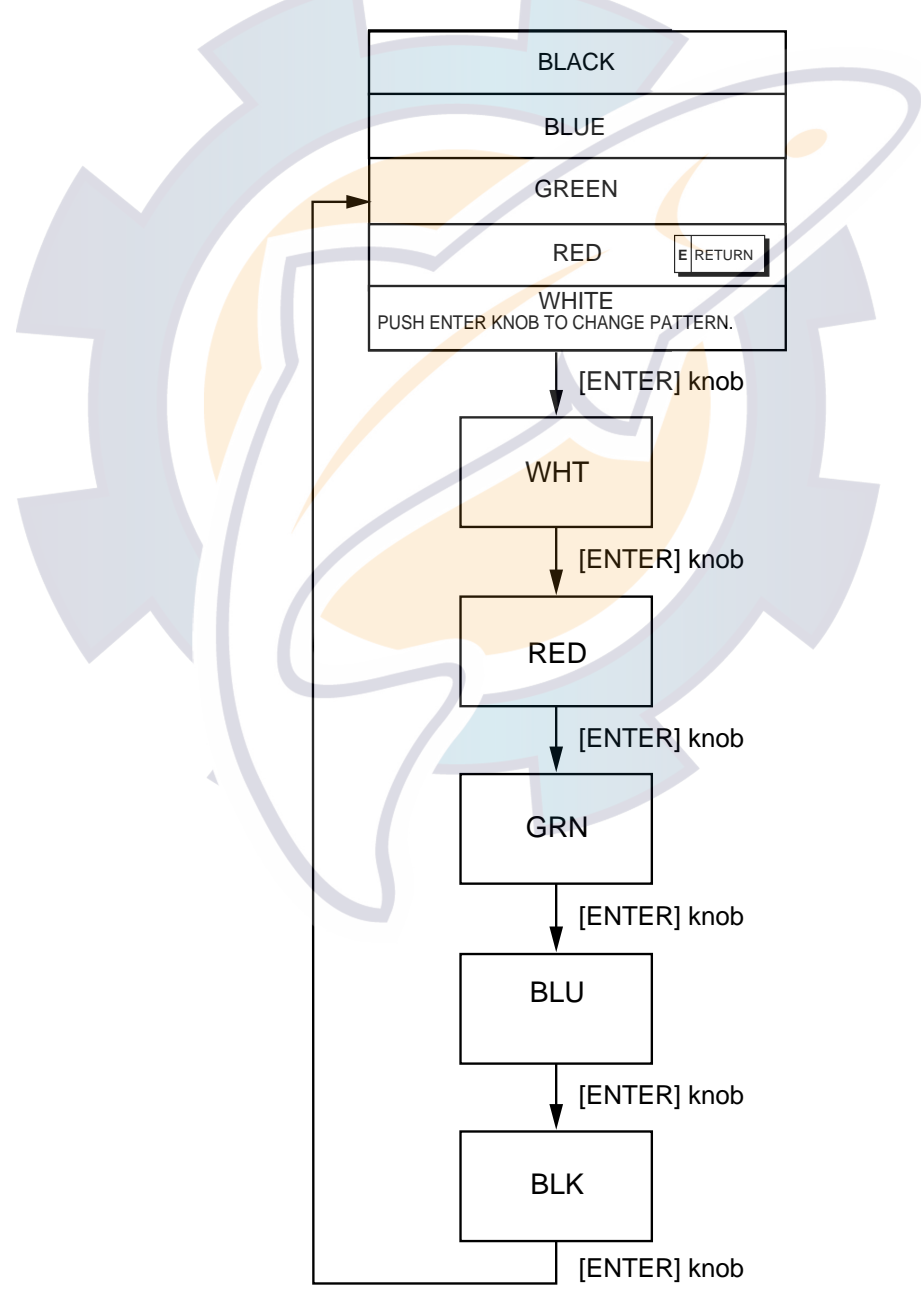 BLACK
BLUE
GREEN
RED
E RETURN
WHITE
PUSH ENTER KNOB TO CHANGE PATTERN.
[ENTER] knob
WHT
[ENTER] knob
RED
[ENTER] knob
GRN
[ENTER] knob
BLU
[ENTER] knob
BLK
[ENTER] knob